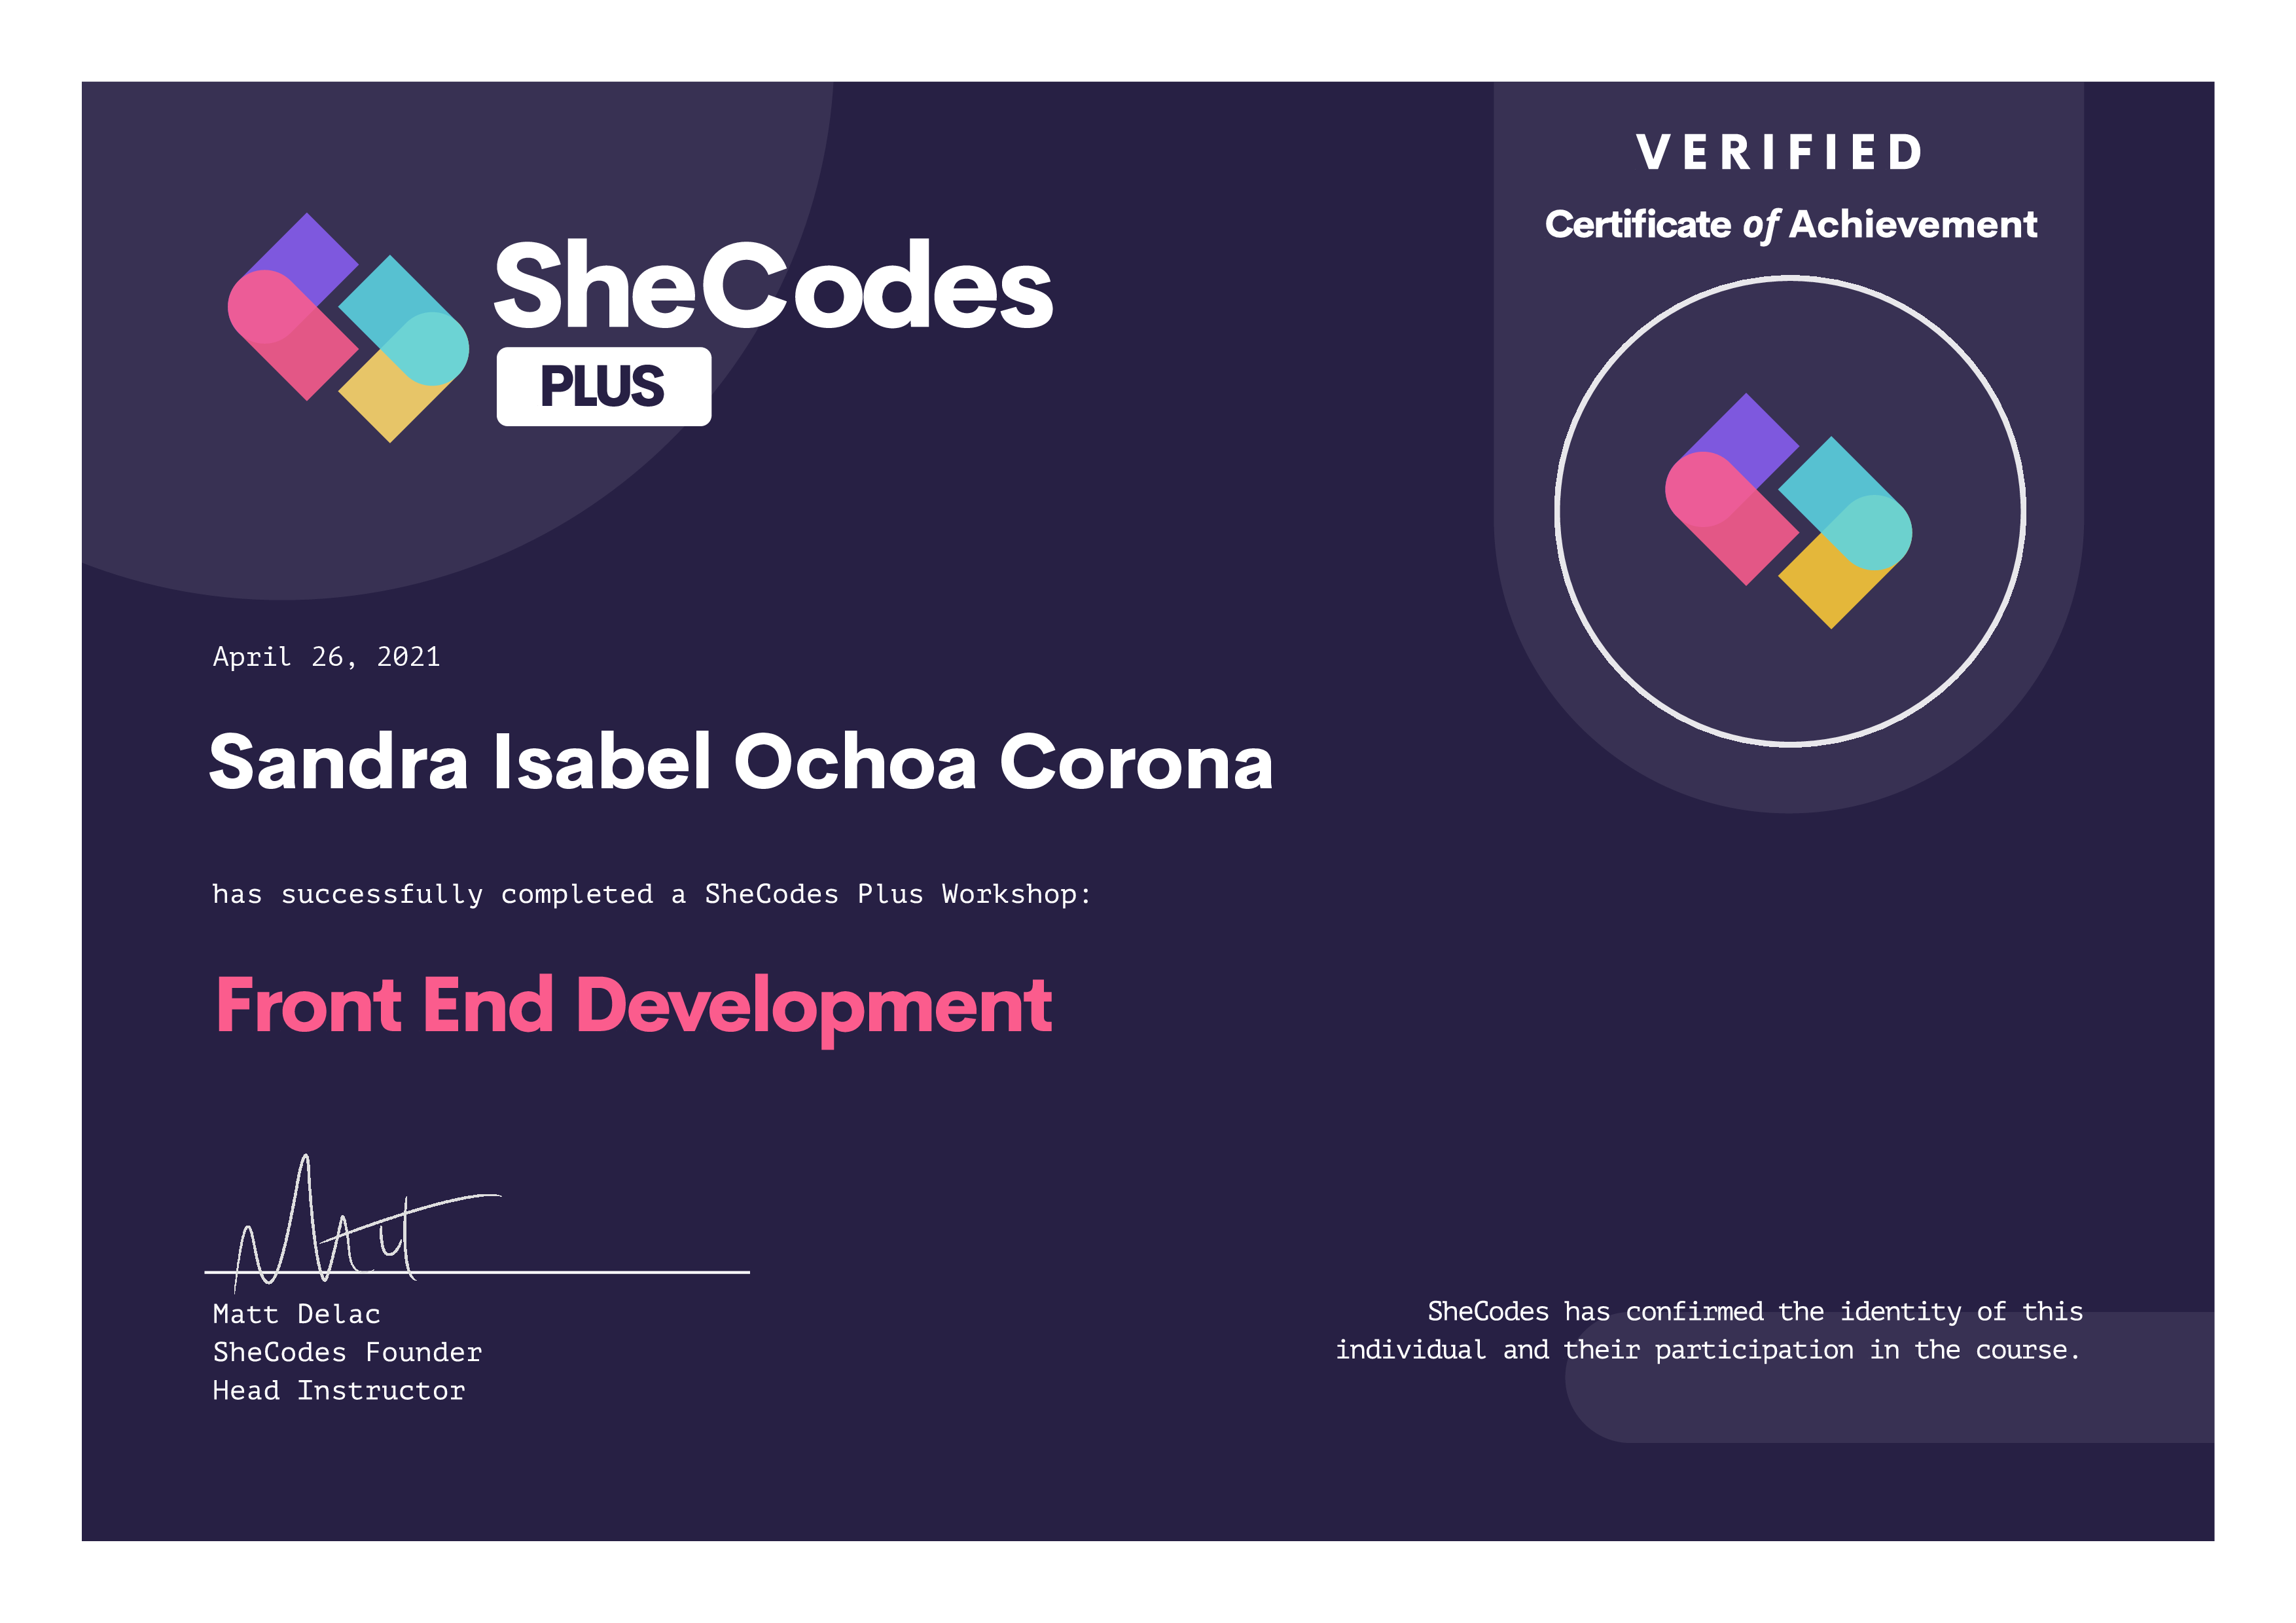 SheCodes
PLUS
VERIFIED
Certificate of Achievement
April 26, 2021
Sandra Isabel Ochoa Corona
has successfully completed a SheCodes Plus Workshop:
Front End Development
Matt
Matt Delac
SheCodes Founder
Head Instructor
SheCodes has confirmed the identity of this
individual and their participation in the course.